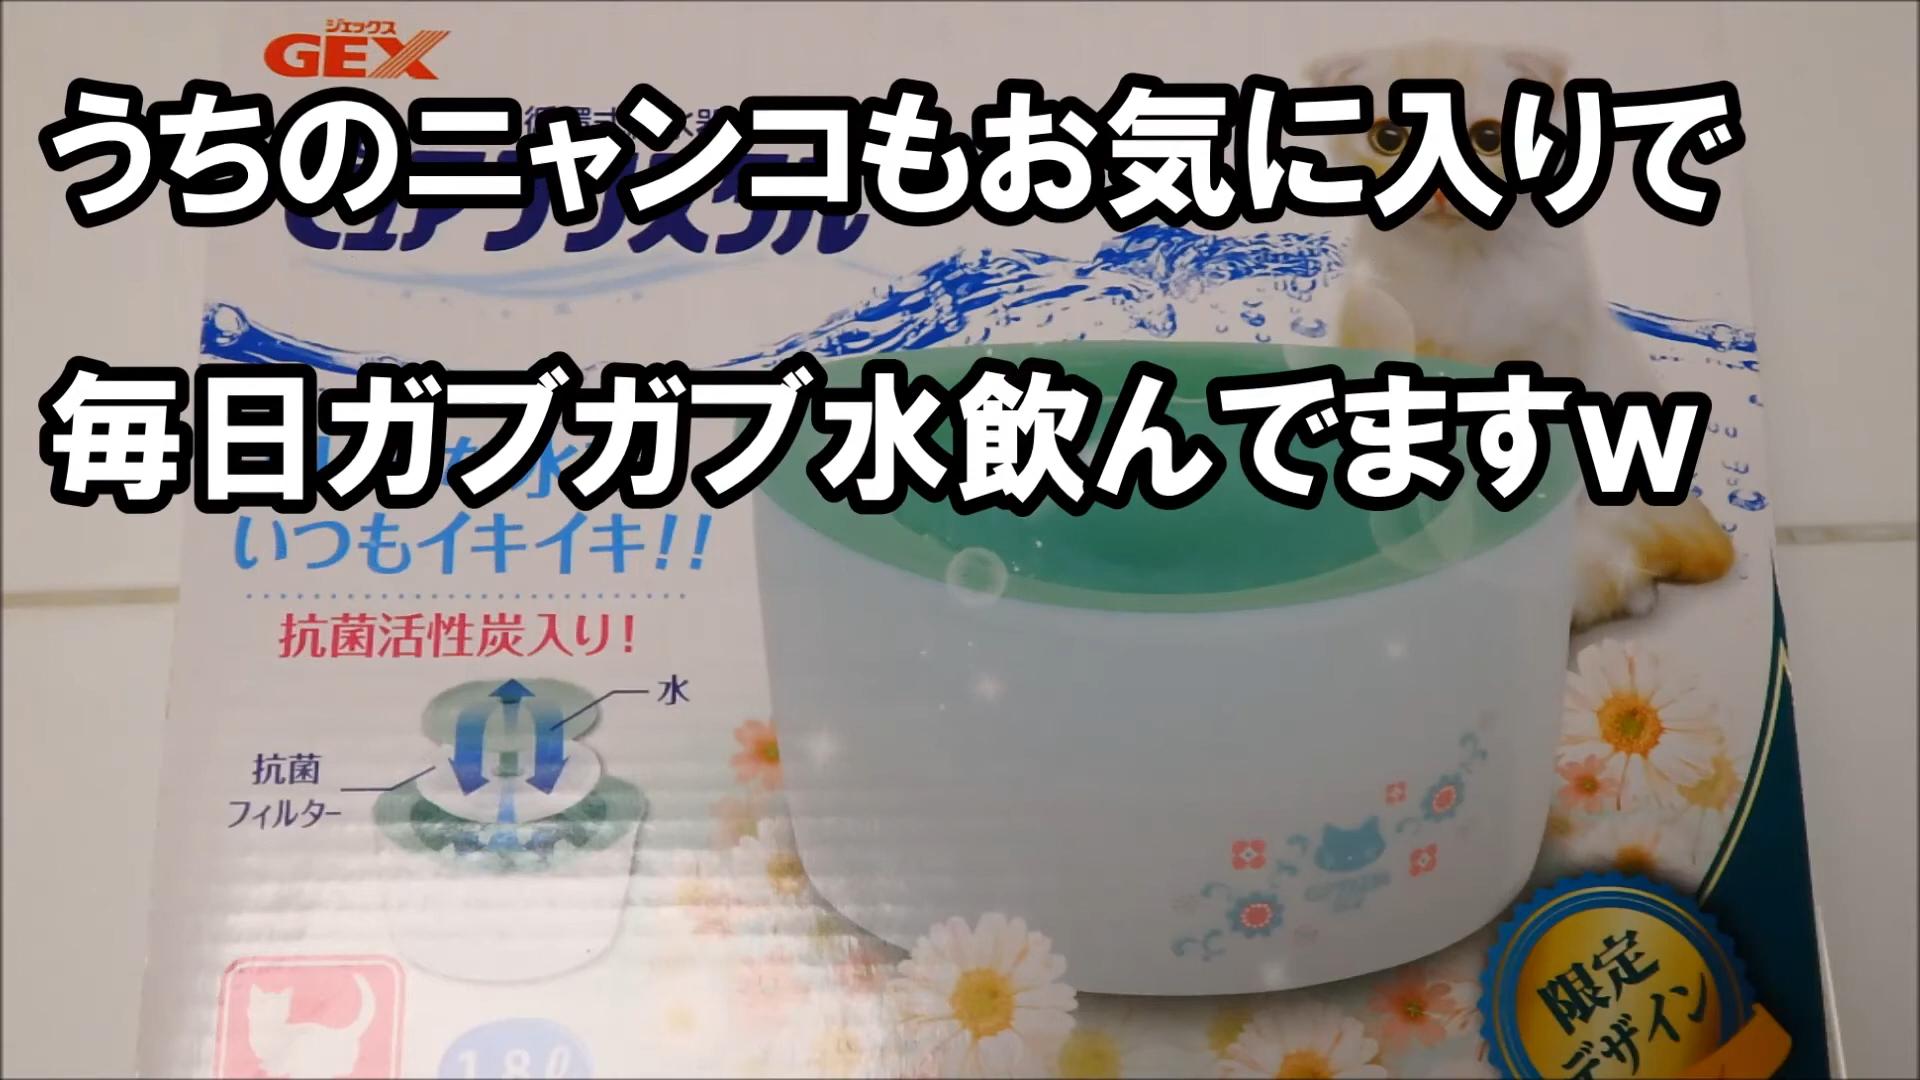 ジェックス
GEX
うちのニャンコもお気に入りで
毎日ガブガブ水飲んでますw
いつもイキイキ!!
抗菌活性炭入り!
水
抗菌
フィルター
1.8ℓ
限定
デザイン